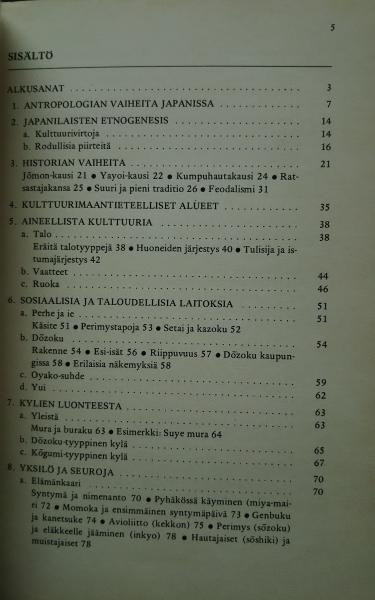 5
SISÄLTÖ
ALKUSANAT . . . . . . . . . . . . . . . . . . . . . . . . 3
1. ANTROPOLOGIAN VAIHEITA JAPANISSA . . . . . . . . . . . 7
2. JAPANILAISTEN ETNOGENESIS . . . . . . . . . . . . . . 14
a. Kulttuurivirtoja . . . . . . . . . . . . . . . . . . . . 14
b. Rodullisia piirteitä . . . . . . . . . . . . . . . . . . 16
3. HISTORIAN VAIHEITA . . . . . . . . . . . . . . . . . . 21
Jōmon-kausi 21 ● Yayoi-kausi 22 ● Kumpuhautakausi 24 ● Rat-
sastajakansa 25 ● Suuri ja pieni traditio 26 ● Feodalismi 31
4. KULTTUURIMAANTIETEELLISET ALUEET . . . . . . . . . . . 35
5. AINEELLISTA KULTTUURIA . . . . . . . . . . . . . . . . 38
a. Talo . . . . . . . . . . . . . . . . . . . . . . . . . 38
Eräitä talotyyppejä 38 ● Huoneiden järjestys 40 ● Tulisija ja is-
tumajärjestys 42
b. Vaatteet . . . . . . . . . . . . . . . . . . . . . . . 44
c. Ruoka . . . . . . . . . . . . . . . . . . . . . . . . 46
6. SOSIAALISIA JA TALOUDELLISIA LAITOKSIA . . . . . . . . 51
a. Perhe ja ie . . . . . . . . . . . . . . . . . . . . . . 51
Käsite 51 ● Perimystapoja 53 ● Setai ja kazoku 52
b. Dōzoku . . . . . . . . . . . . . . . . . . . . . . . . 54
Rakenne 54 ● Esi-isät 56 ● Riippuvuus 57 ● Dōzoku kaupun-
gissa 58 ● Erilaisia näkemyksiä 58
c. Oyako-suhde . . . . . . . . . . . . . . . . . . . . . 59
d. Yui . . . . . . . . . . . . . . . . . . . . . . . . . . 62
7. KYLIEN LUONTEESTA . . . . . . . . . . . . . . . . . . 63
a. Yleistä . . . . . . . . . . . . . . . . . . . . . . . . 63
Mura ja buraku 63 ● Esimerkki: Suye mura 64
b. Dōzoku-tyyppinen kylä . . . . . . . . . . . . . . . . 65
c. Kōgumi-tyyppinen kylä . . . . . . . . . . . . . . . . 67
8. YKSILÖ JA SEUROJA . . . . . . . . . . . . . . . . . . 70
a. Elämänkaari . . . . . . . . . . . . . . . . . . . . . . 70
Syntymä ja nimenanto 70 ● Pyhäkössä käyminen (miya-mai-
ri 72 ● Momoka ja ensimmäinen syntymäpäivä 73 ● Genbuku
ja kanetsuke 74 ● Avioliitto (kekkon) 75 ● Perimys (sōzoku)
ja eläkkeelle jääminen (inkyo) 78 ● Hautajaiset (sōshiki) ja
muistajaiset 78